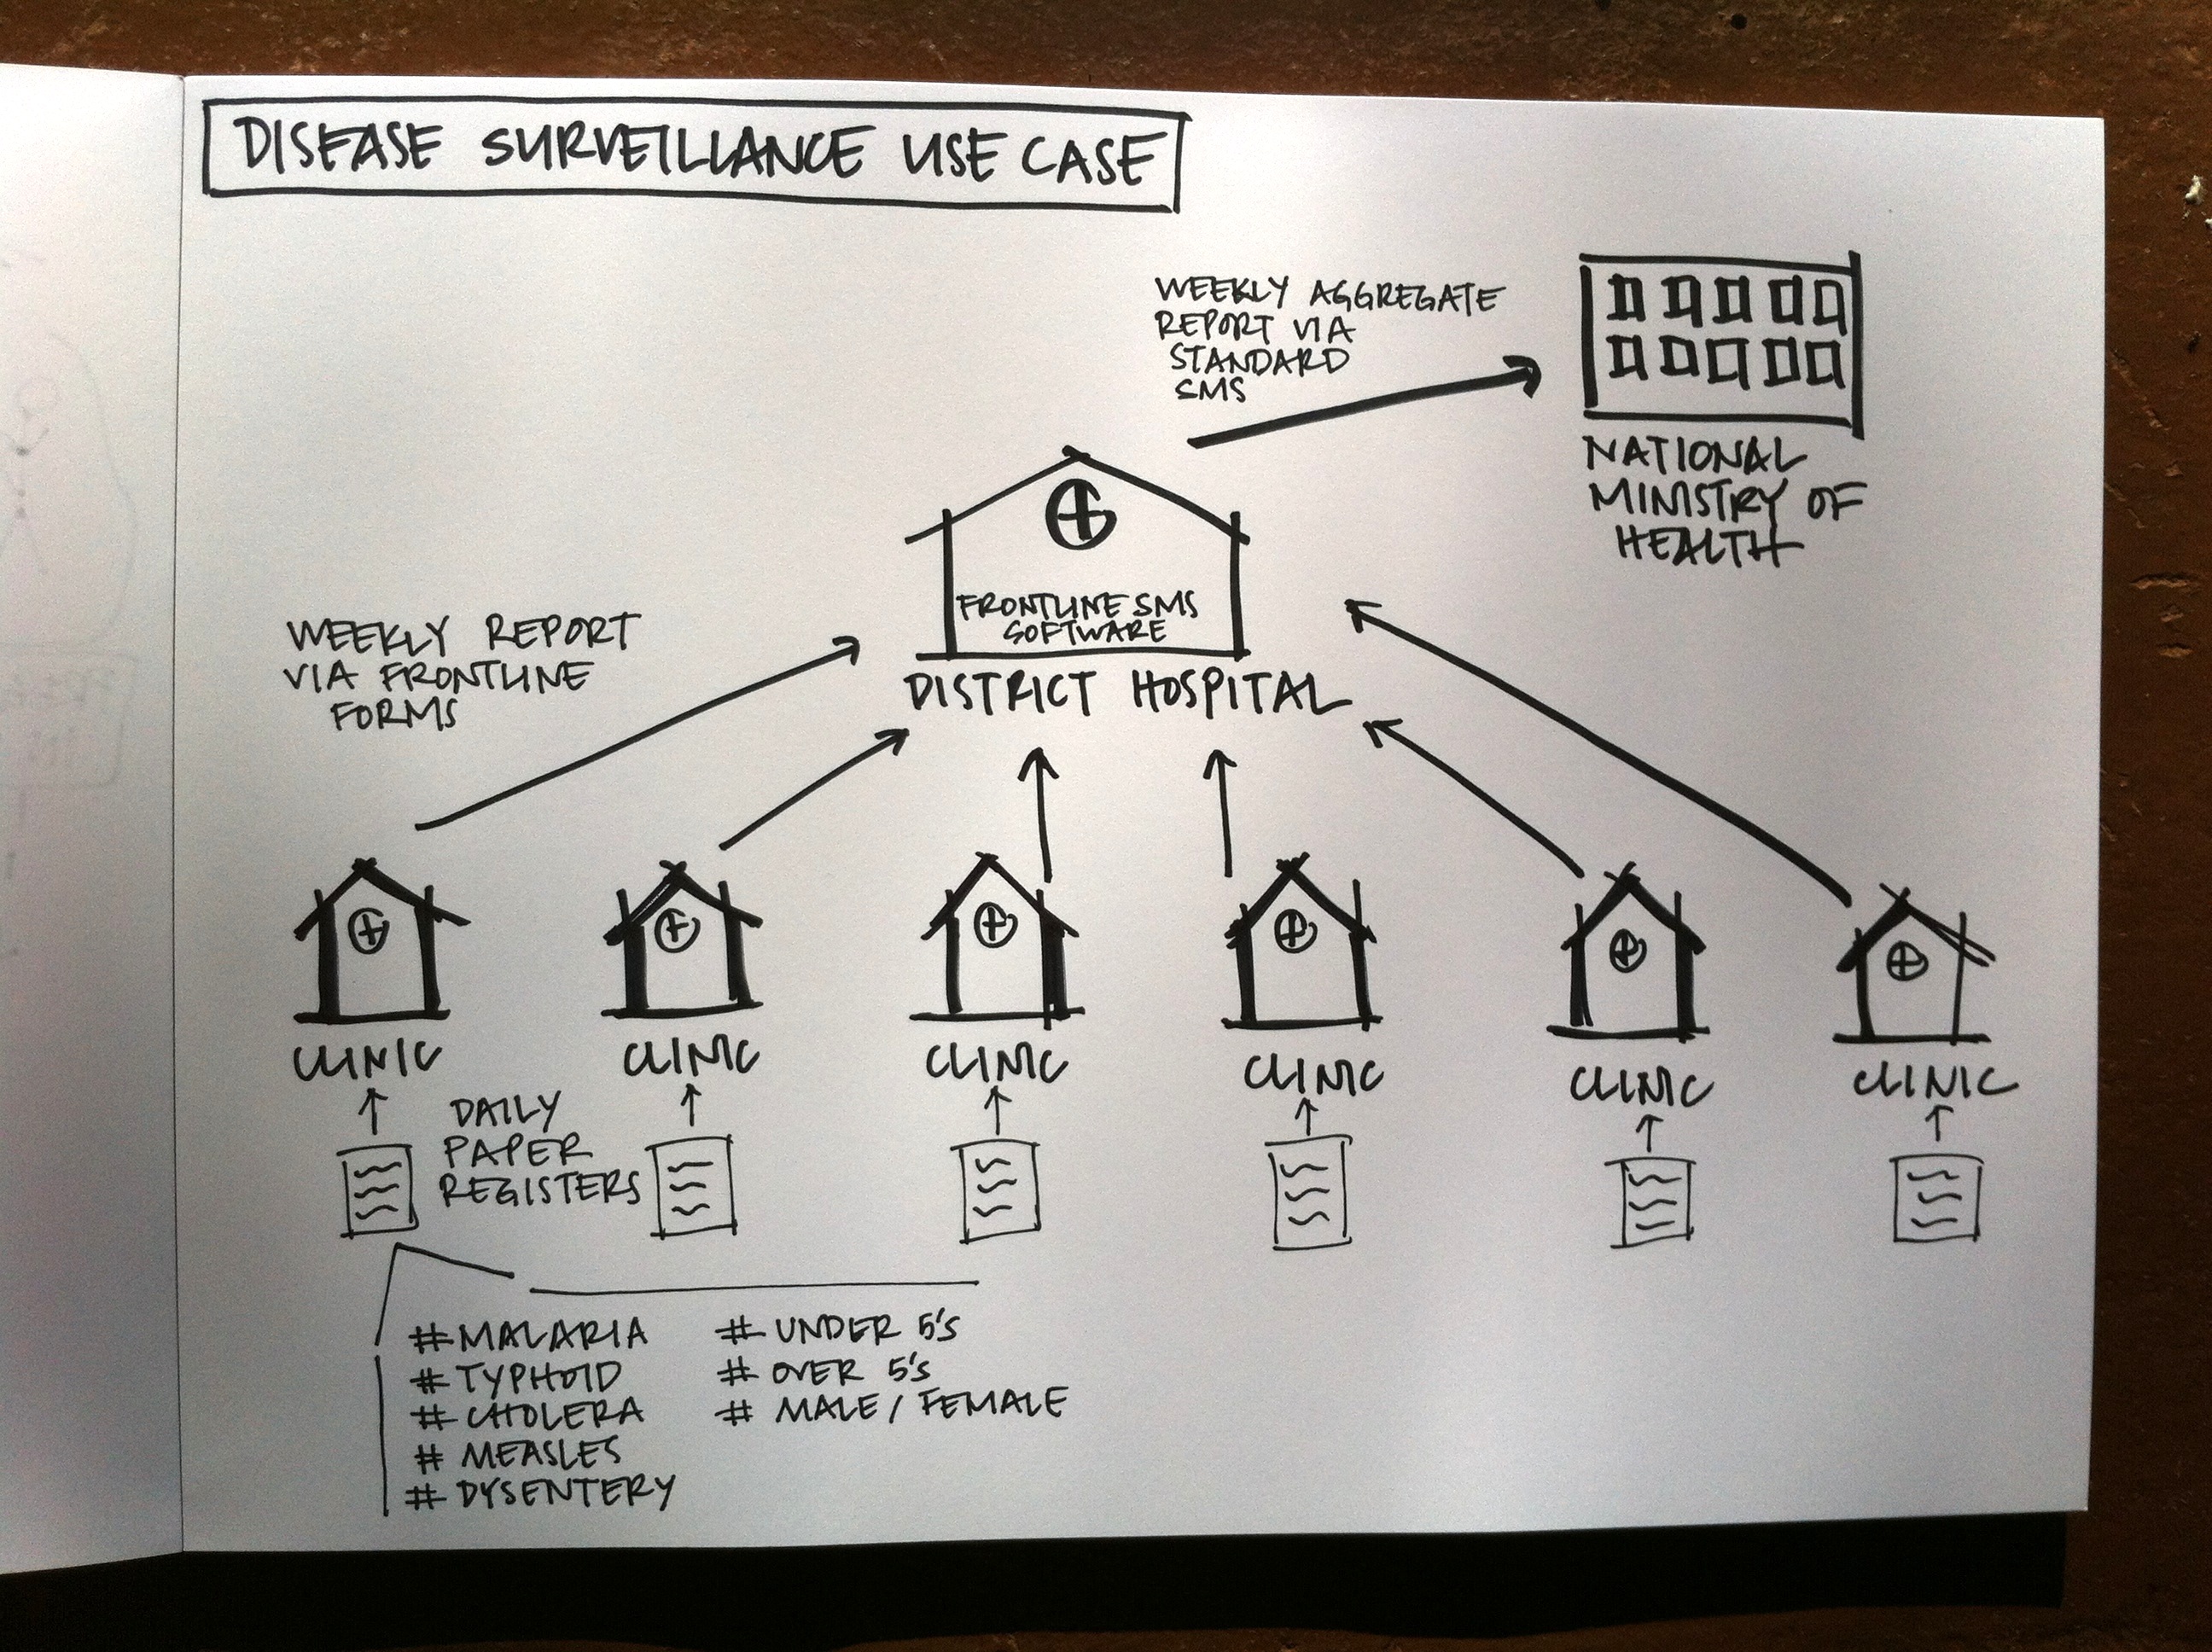 DISEASE SURVEILLANCE USE CASE
WEEKLY AGGREGATE
REPORT VIA
STANDARD
SMS
NATIONAL
MINISTRY OF
HEALTH
FRONTLINE SMS
SOFTWARE
DISTRICT HOSPITAL
WEEKLY REPORT
VIA FRONTLINE
FORMS
CLINIC
CLINIC
CLINIC
CLINIC
CLINIC
CLINIC
DAILY
PAPER
REGISTERS
# MALARIA
# TYPHOID
# CHOLERA
# MEASLES
# DYSENTERY
# UNDER 5'S
# OVER 5'S
# MALE / FEMALE